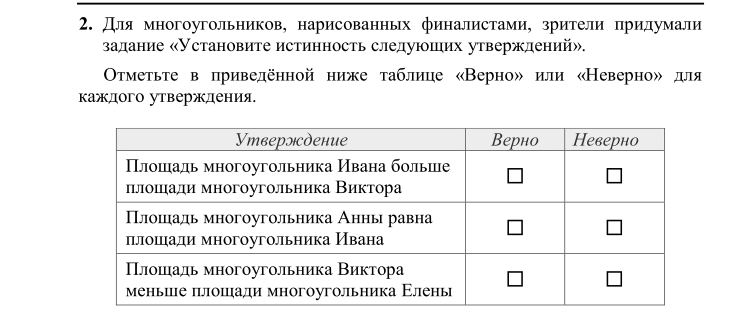 2. Для многоугольников, нарисованных финалистами, зрители придумали
задание «Установите истинность следующих утверждений».
Отметьте в приведённой ниже таблице «Верно» или «Неверно» для
каждого утверждения.
Утверждение Верно Неверно
Площадь многоугольника Ивана больше
площади многоугольника Виктора
Площадь многоугольника Анны равна
площади многоугольника Ивана
Площадь многоугольника Виктора
меньше площади многоугольника Елены